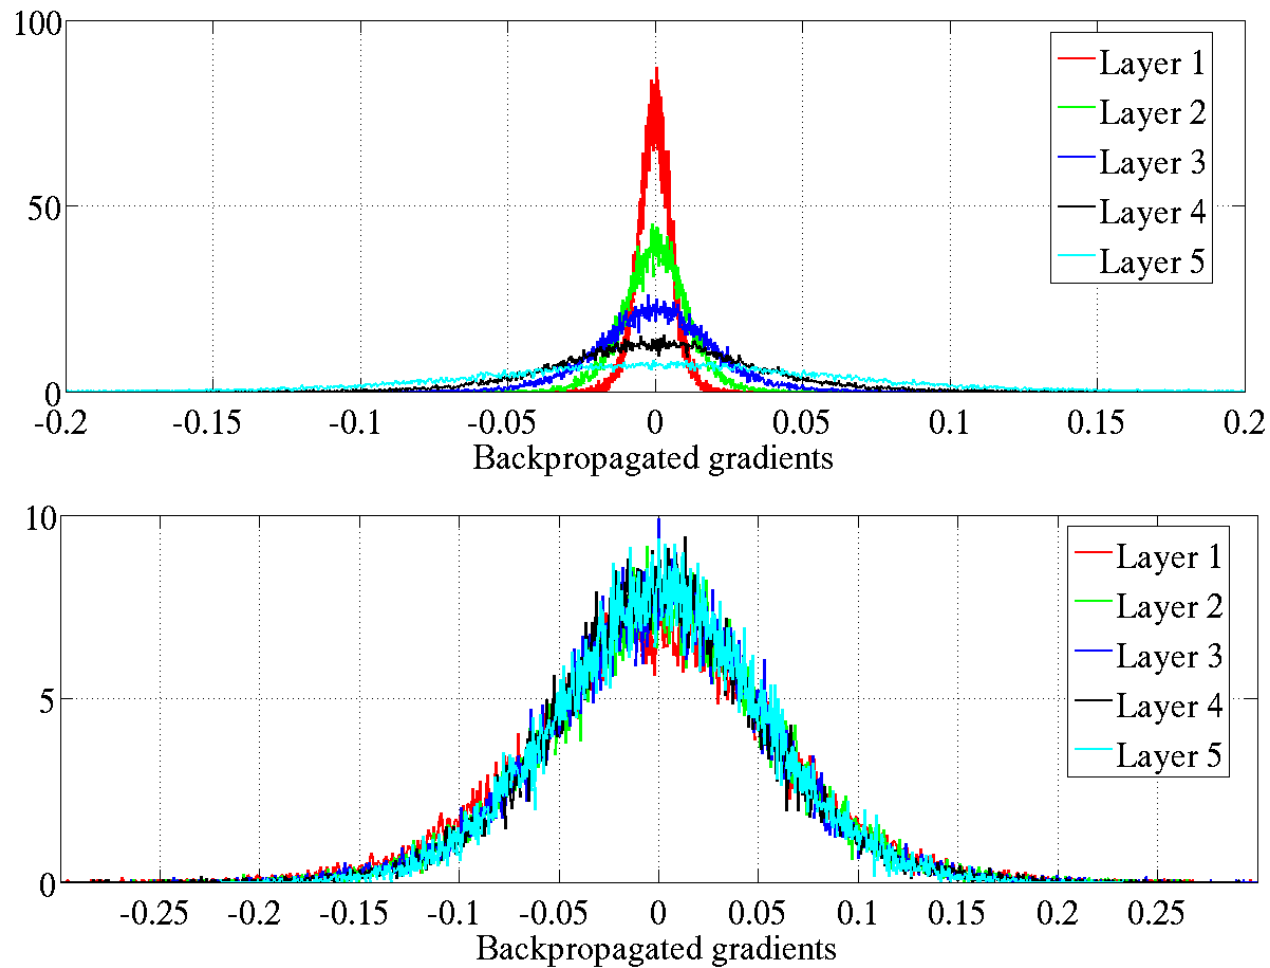 100
50
0
-0.2 -0.15 -0.1 -0.05 0 0.05 0.1 0.15 0.2
Backpropagated gradients
Layer 1
Layer 2
Layer 3
Layer 4
Layer 5
10
5
0
-0.25 -0.2 -0.15 -0.1 -0.05 0 0.05 0.1 0.15 0.2 0.25
Backpropagated gradients
Layer 1
Layer 2
Layer 3
Layer 4
Layer 5